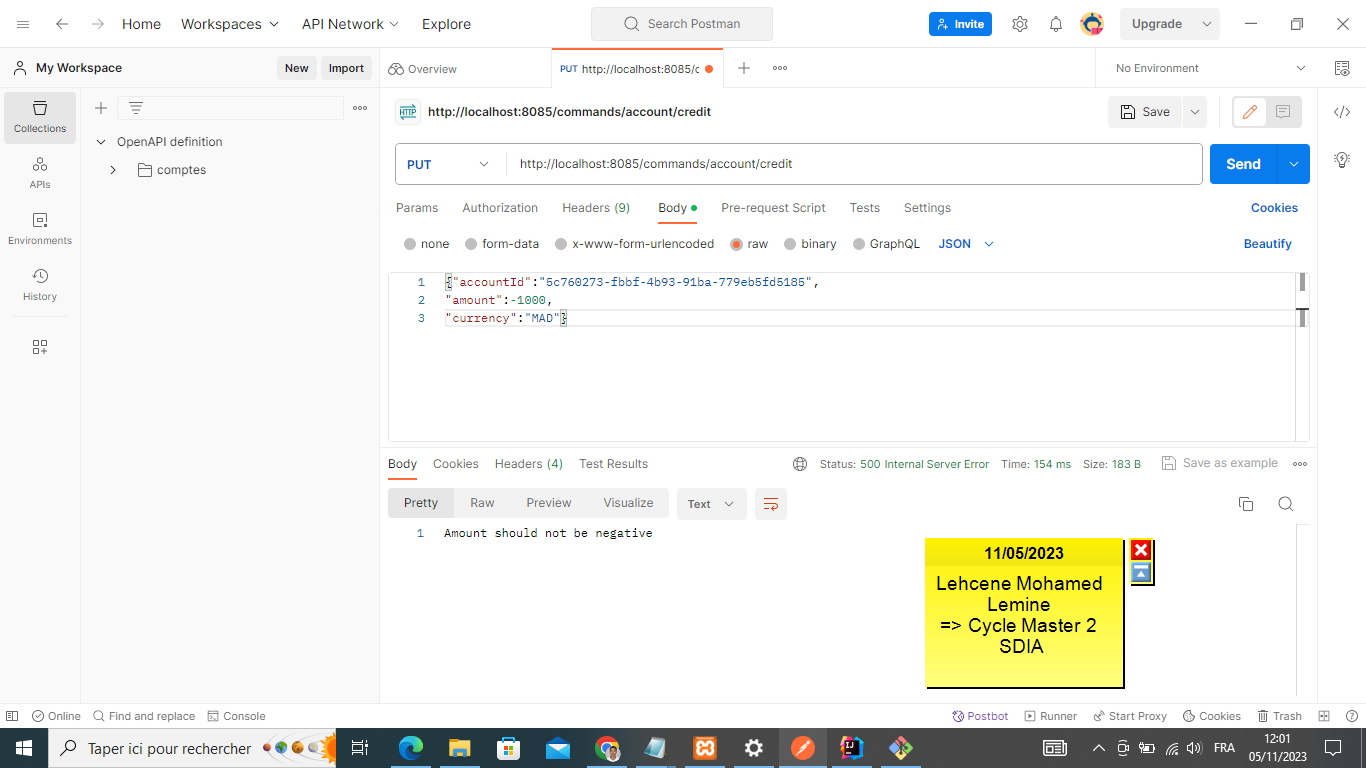 Home Workspaces API Network Explore Search Postman Invite Upgrade
My Workspace New Import Overview PUT http://localhost:8085/c No Environment
Collections
APIs
Environments
History
OpenAPI definition
comptes
HTTP http://localhost:8085/commands/account/credit Save
PUT http://localhost:8085/commands/account/credit Send
Params Authorization Headers (9) Body Pre-request Script Tests Settings Cookies
none form-data x-www-form-urlencoded raw binary GraphQL JSON Beautify
1 {"accountId":"5c760273-fbbf-4b93-91ba-779eb5fd5185",
2 "amount":-1000,
3 "currency":"MAD"}
Body Cookies Headers (4) Test Results Status: 500 Internal Server Error Time: 154 ms Size: 183 B Save as example
Pretty Raw Preview Visualize Text
1 Amount should not be negative
11/05/2023
Lehcene Mohamed
Lemine
=> Cycle Master 2
SDIA
Online Find and replace Console Postbot Runner Start Proxy Cookies Trash
Taper ici pour rechercher FRA 12:01
05/11/2023